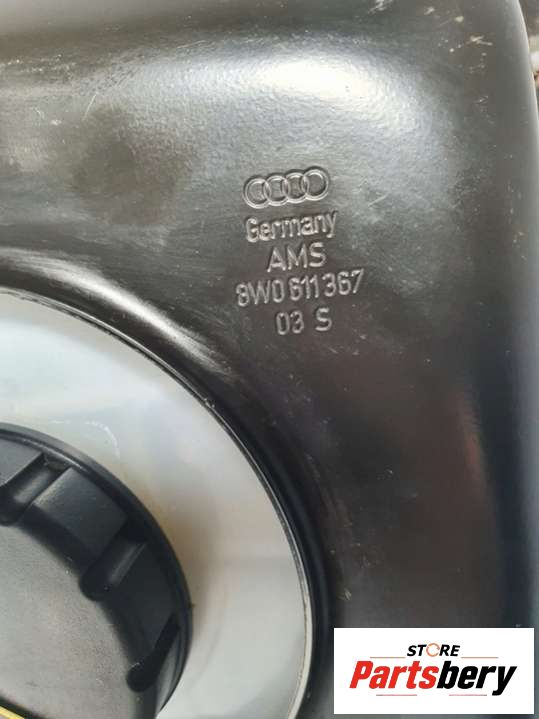 Germany
AMS
8W0 611 367
03 S
STORE
Partsbery